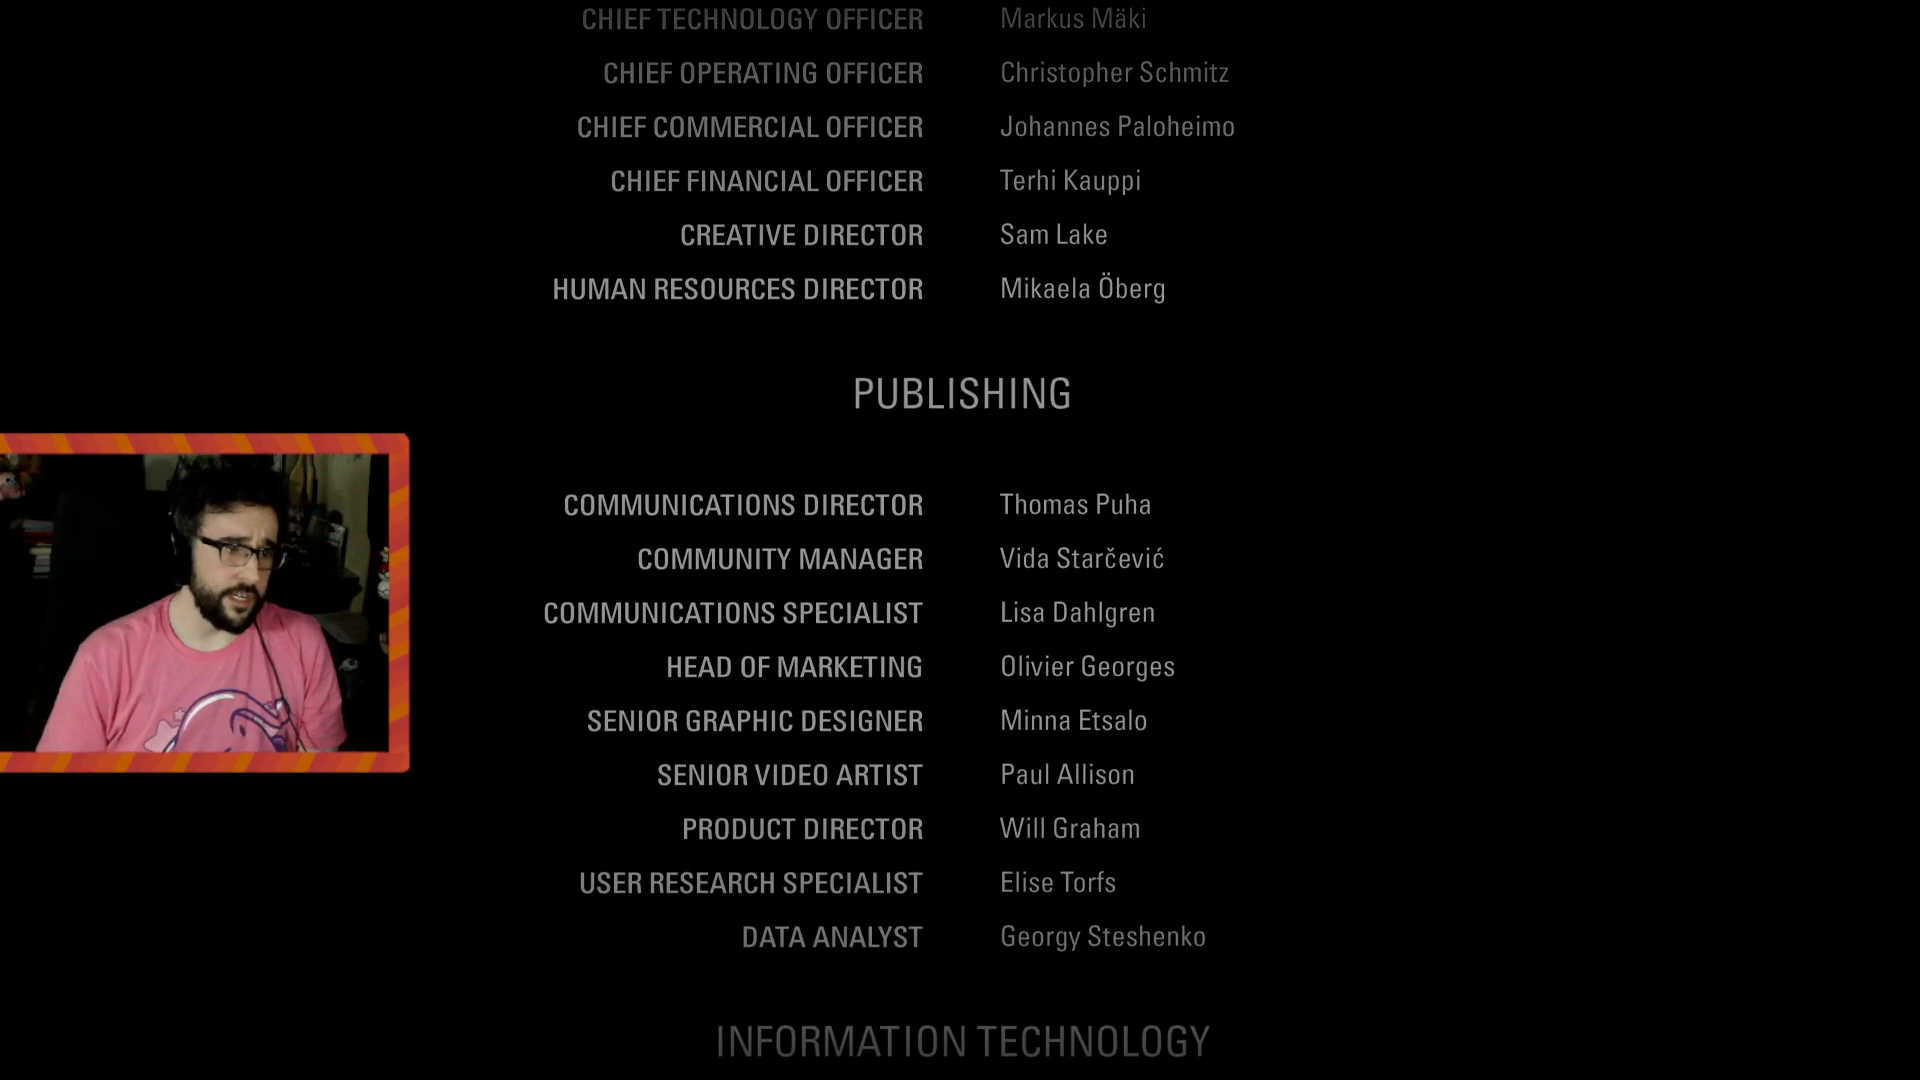 CHIEF TECHNOLOGY OFFICER Markus Mäki
CHIEF OPERATING OFFICER Christopher Schmitz
CHIEF COMMERCIAL OFFICER Johannes Paloheimo
CHIEF FINANCIAL OFFICER Terhi Kauppi
CREATIVE DIRECTOR Sam Lake
HUMAN RESOURCES DIRECTOR Mikaela Öberg
PUBLISHING
COMMUNICATIONS DIRECTOR Thomas Puha
COMMUNITY MANAGER Vida Starčević
COMMUNICATIONS SPECIALIST Lisa Dahlgren
HEAD OF MARKETING Olivier Georges
SENIOR GRAPHIC DESIGNER Minna Etsalo
SENIOR VIDEO ARTIST Paul Allison
PRODUCT DIRECTOR Will Graham
USER RESEARCH SPECIALIST Elise Torfs
DATA ANALYST Georgy Steshenko
INFORMATION TECHNOLOGY